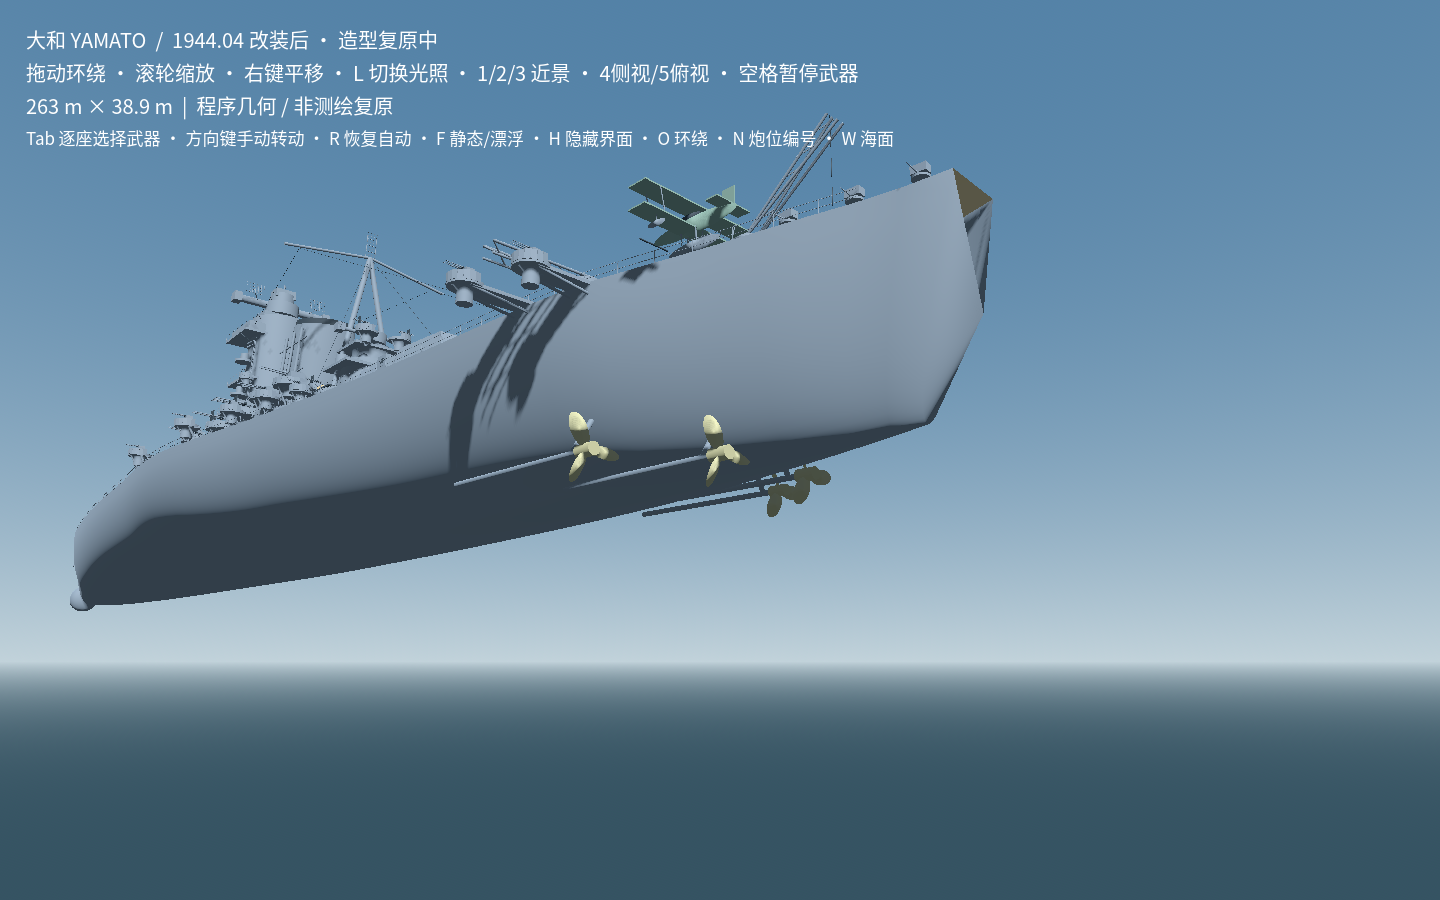 大和 YAMATO / 1944.04 改装后 · 造型复原中
拖动环绕 · 滚轮缩放 · 右键平移 · L 切换光照 · 1/2/3 近景 · 4侧视/5俯视 · 空格暂停武器
263 m × 38.9 m | 程序几何 / 非测绘复原
Tab 逐座选择武器 · 方向键手动转动 · R 恢复自动 · F 静态/漂浮 · H 隐藏界面 · O 环绕 · N 炮位编号 · W 海面